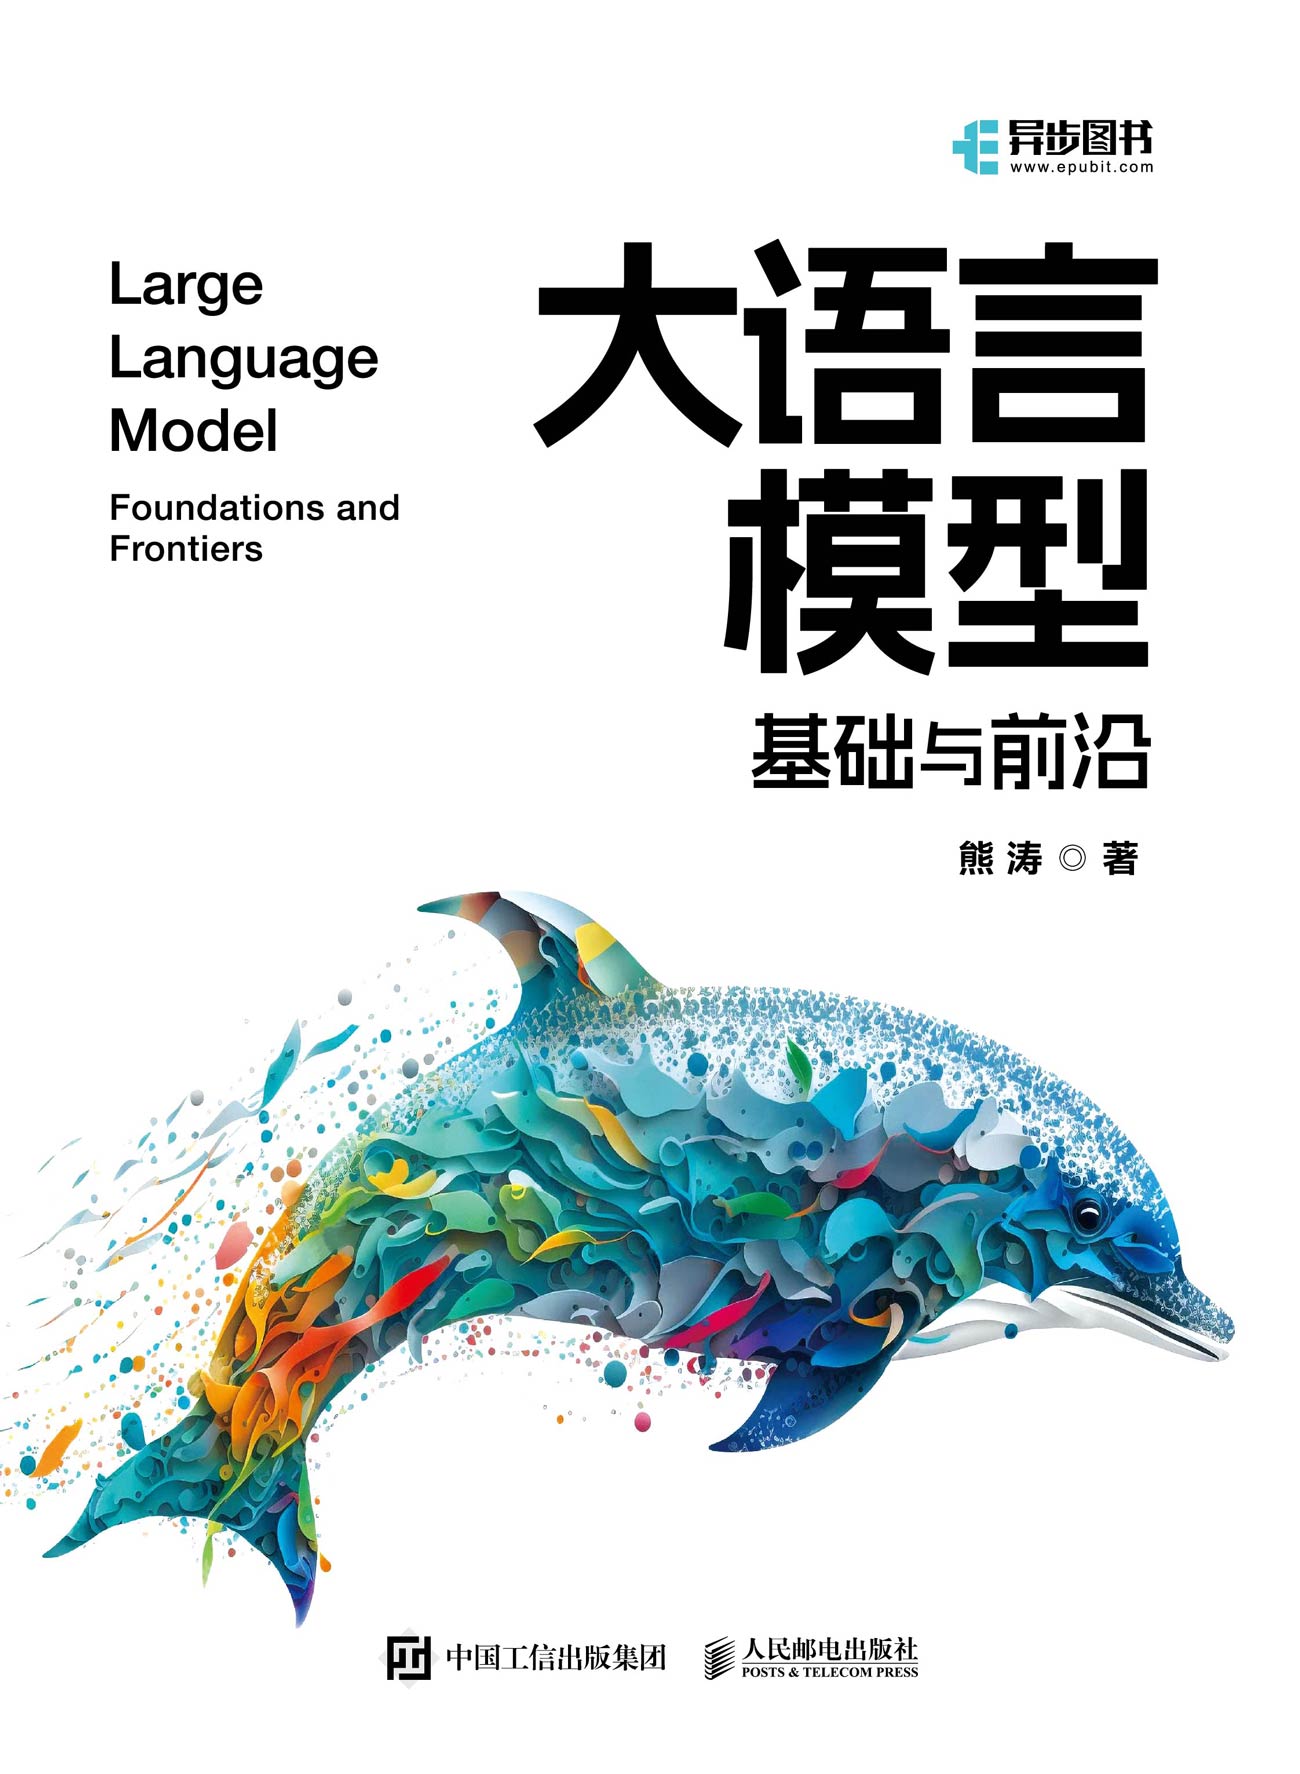 异步图书
www.epubit.com
Large
Language
Model
Foundations and
Frontiers
大语言
模型
基础与前沿
熊涛◎著
中国工信出版集团
人民邮电出版社
POSTS & TELECOM PRESS